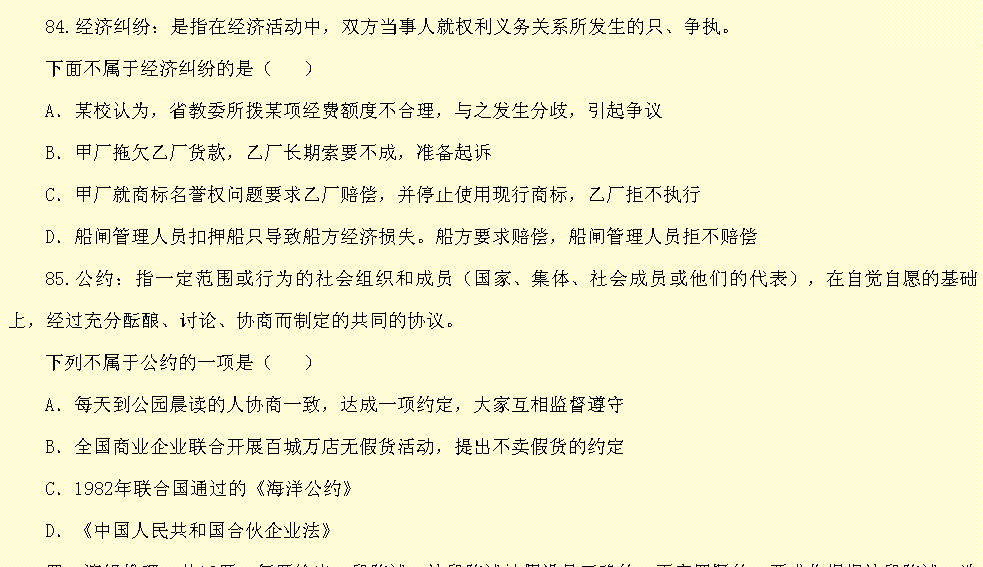 84.经济纠纷：是指在经济活动中，双方当事人就权利义务关系所发生的只、争执。
下面不属于经济纠纷的是（　　）
A．某校认为，省教委所拨某项经费额度不合理，与之发生分歧，引起争议
B．甲厂拖欠乙厂货款，乙厂长期索要不成，准备起诉
C．甲厂就商标名誉权问题要求乙厂赔偿，并停止使用现行商标，乙厂拒不执行
D．船闸管理人员扣押船只导致船方经济损失。船方要求赔偿，船闸管理人员拒不赔偿
85.公约：指一定范围或行为的社会组织和成员（国家、集体、社会成员或他们的代表），在自觉自愿的基础
上，经过充分酝酿、讨论、协商而制定的共同的协议。
下列不属于公约的一项是（　　）
A．每天到公园晨读的人协商一致，达成一项约定，大家互相监督遵守
B．全国商业企业联合开展百城万店无假货活动，提出不卖假货的约定
C．1982年联合国通过的《海洋公约》
D．《中国人民共和国合伙企业法》